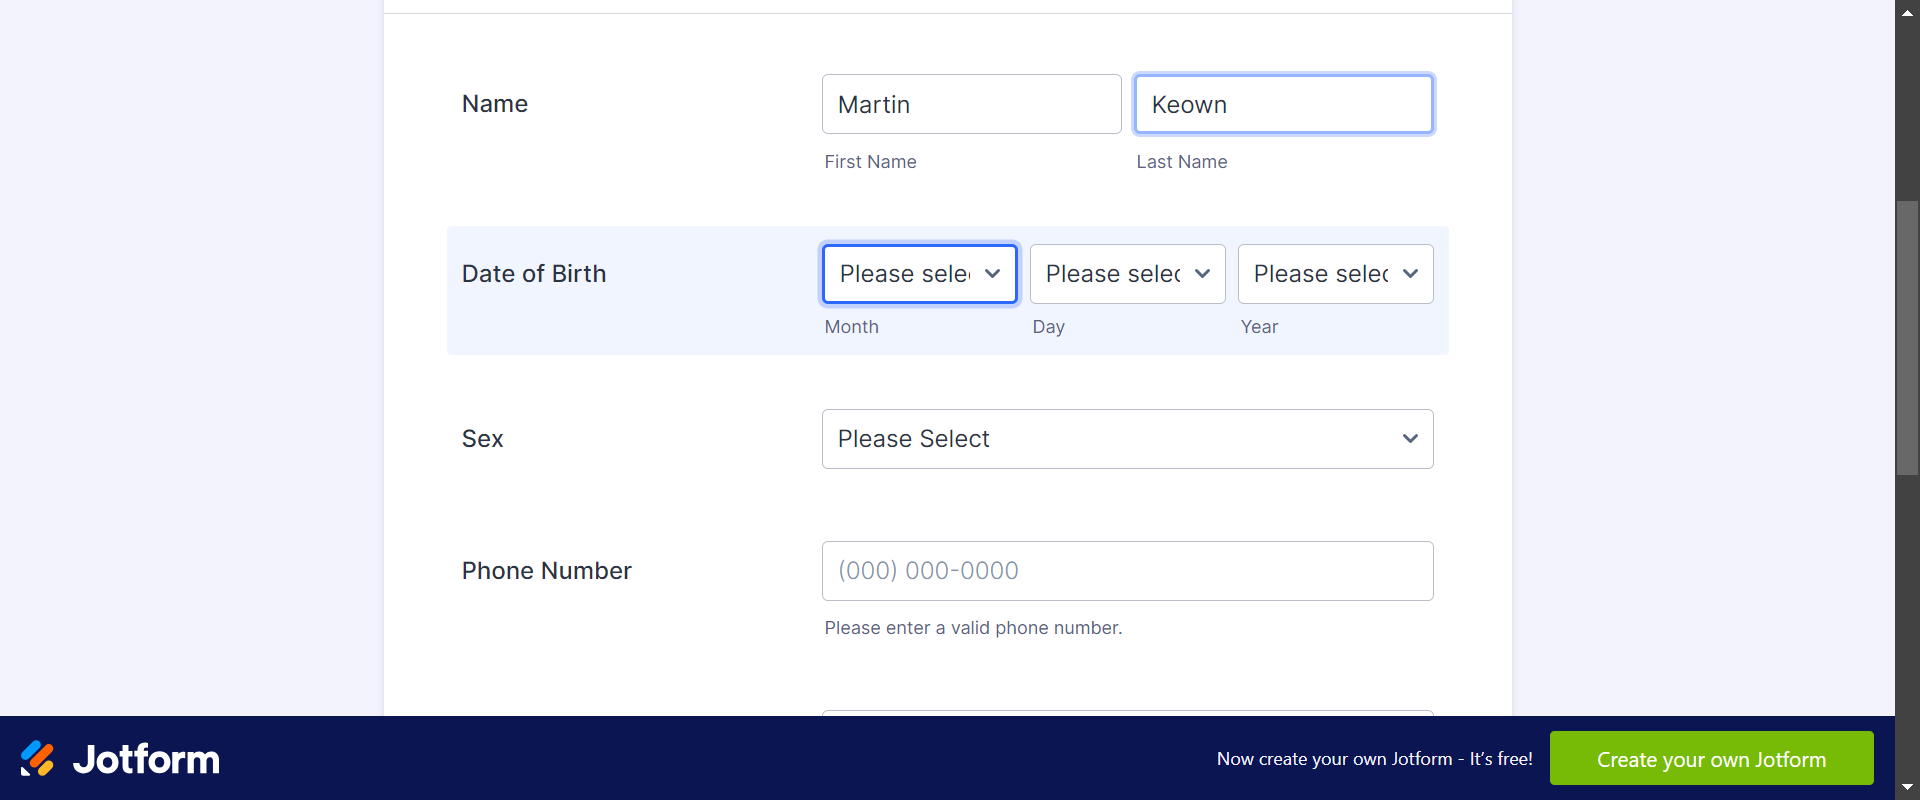 Name
Martin
Keown
First Name
Last Name
Date of Birth
Please selec
Please selec
Please selec
Month
Day
Year
Sex
Please Select
Phone Number
(000) 000-0000
Please enter a valid phone number.
Jotform
Now create your own Jotform - It's free!
Create your own Jotform